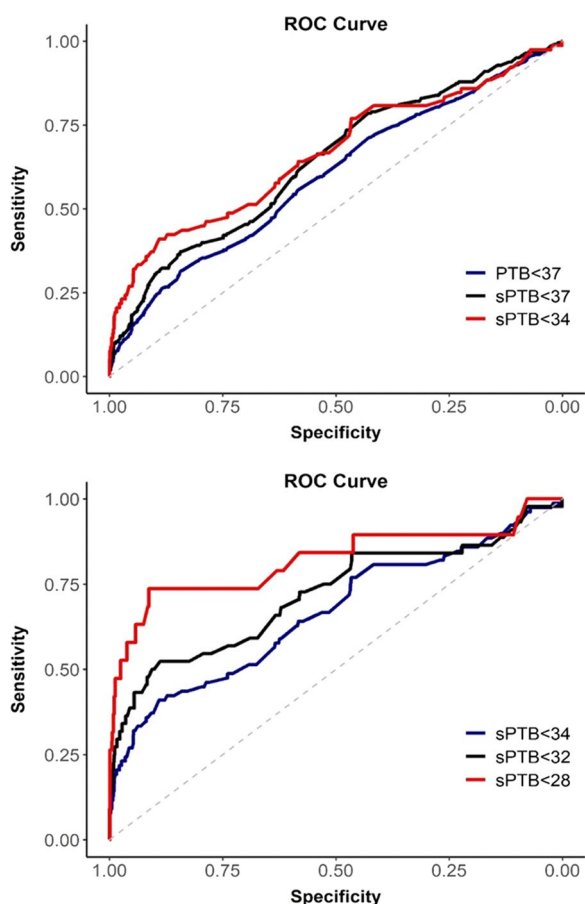 ROC Curve
1.00
0.75
0.50
0.25
0.00
Sensitivity
PTB<37
sPTB<37
sPTB<34
1.00 0.75 0.50 0.25 0.00
Specificity
ROC Curve
1.00
0.75
0.50
0.25
0.00
Sensitivity
sPTB<34
sPTB<32
sPTB<28
1.00 0.75 0.50 0.25 0.00
Specificity